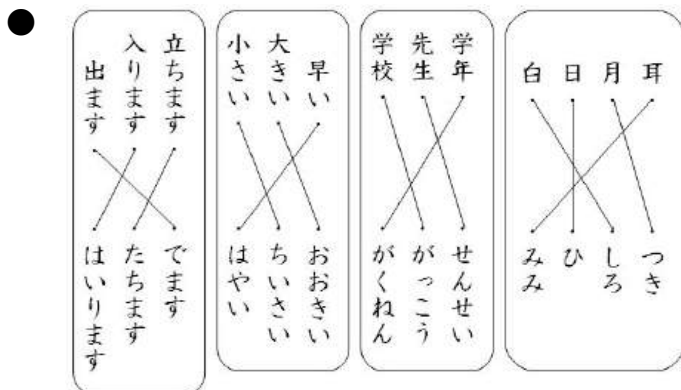 耳
月
日
白
つき
しろ
ひ
みみ
学年
先生
学校
せんせい
がっこう
がくねん
早い
大きい
小さい
おおきい
ちいさい
はやい
立ちます
入ります
出ます
でます
たちます
はいります